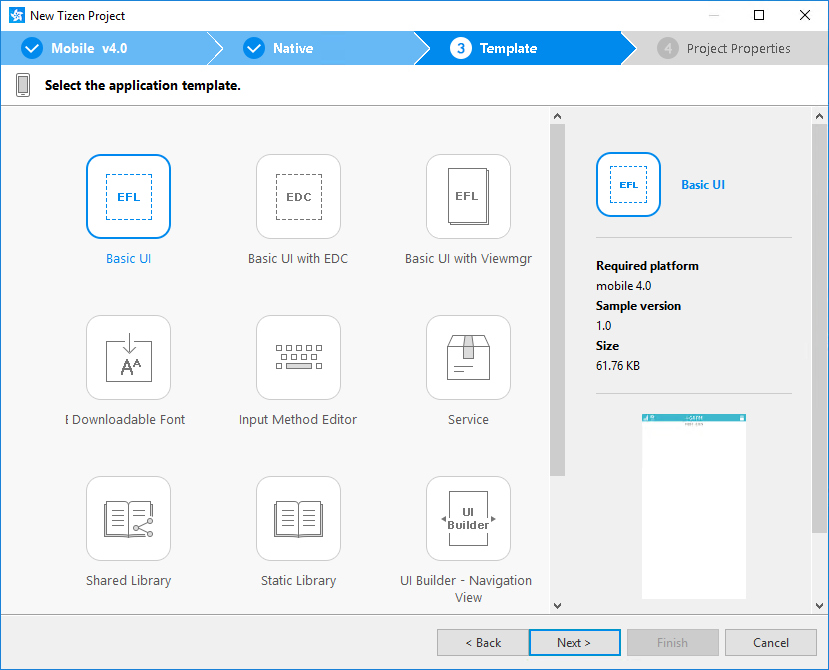 New Tizen Project
Mobile v4.0
Native
3 Template
4 Project Properties
Select the application template.
EFL
Basic UI
EDC
Basic UI with EDC
EFL
Basic UI with Viewmgr
AA
Downloadable Font
Input Method Editor
Service
Shared Library
Static Library
UI
Builder
UI Builder - Navigation
View
EFL
Basic UI
Required platform
mobile 4.0
Sample version
1.0
Size
61.76 KB
< Back
Next >
Finish
Cancel